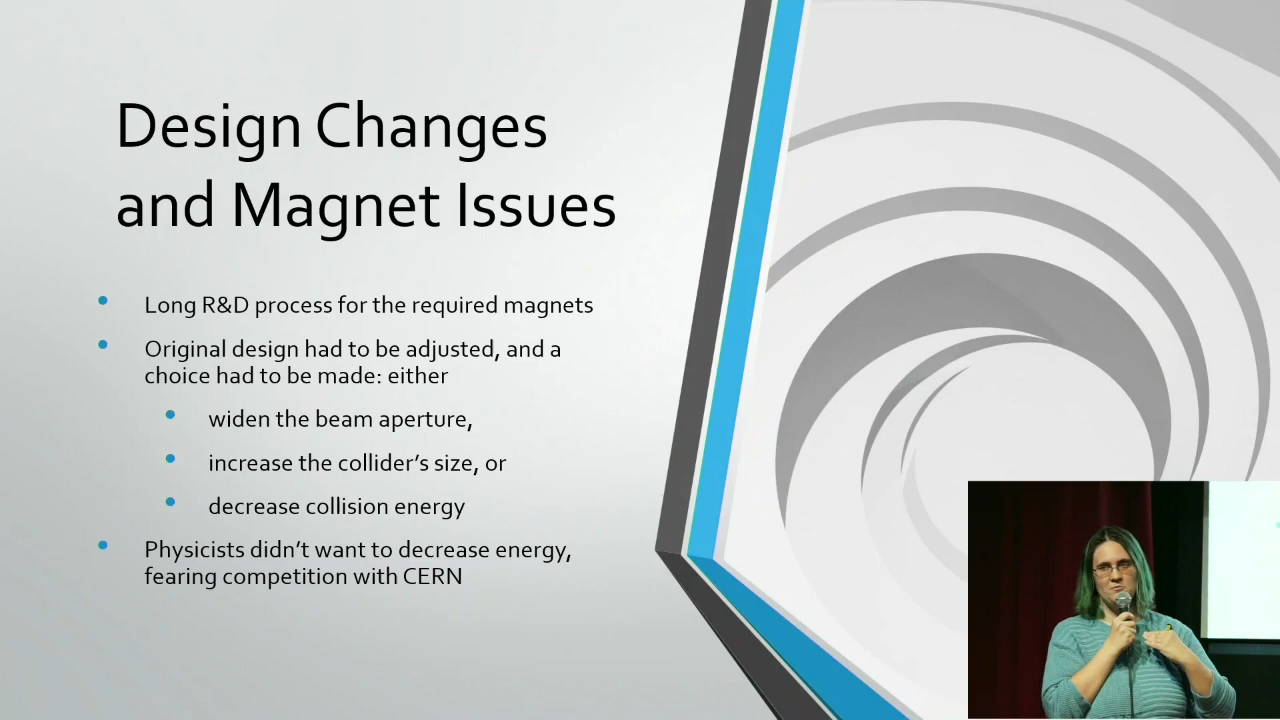 Design Changes
and Magnet Issues
Long R&D process for the required magnets
Original design had to be adjusted, and a
choice had to be made: either
widen the beam aperture,
increase the collider’s size, or
decrease collision energy
Physicists didn’t want to decrease energy,
fearing competition with CERN